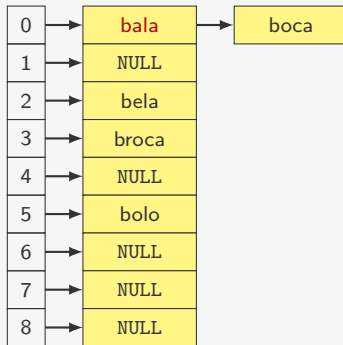 0 bala boca
1 NULL
2 bela
3 broca
4 NULL
5 bolo
6 NULL
7 NULL
8 NULL